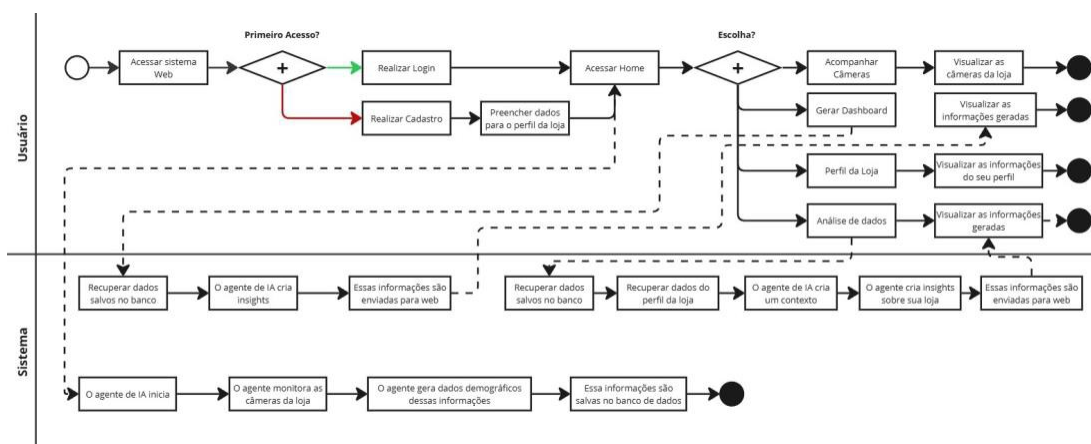 Primeiro Acesso?
Escolha?
Usuário
Acessar sistema
Web
+
Realizar Login
Acessar Home
+
Acompanhar
Câmeras
Visualizar as
câmeras da loja
Realizar Cadastro
Preencher dados
para o perfil da loja
Gerar Dashboard
Visualizar as
informações geradas
Perfil da Loja
Visualizar as informações
do seu perfil
Análise de dados
Visualizar as informações
geradas
Sistema
Recuperar dados
salvos no banco
O agente de IA cria
insights
Essas informações são
enviadas para web
Recuperar dados
salvos no banco
Recuperar dados do
perfil da loja
O agente de IA cria
um contexto
O agente cria insights
sobre sua loja
Essas informações são
enviadas para web
O agente de IA inicia
O agente monitora as
câmeras da loja
O agente gera dados demográficos
dessas informações
Essa informações são
salvas no banco de dados